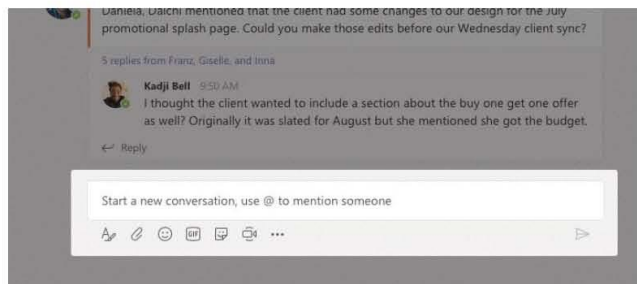 Daniela, Daichi mentioned that the client had some changes to our design for the July
promotional splash page. Could you make those edits before our Wednesday client sync?
5 replies from Franz, Giselle, and Inna
Kadji Bell 9:50 AM
I thought the client wanted to include a section about the buy one get one offer
as well? Originally it was slated for August but she mentioned she got the budget.
Reply
Start a new conversation, use @ to mention someone
GIF